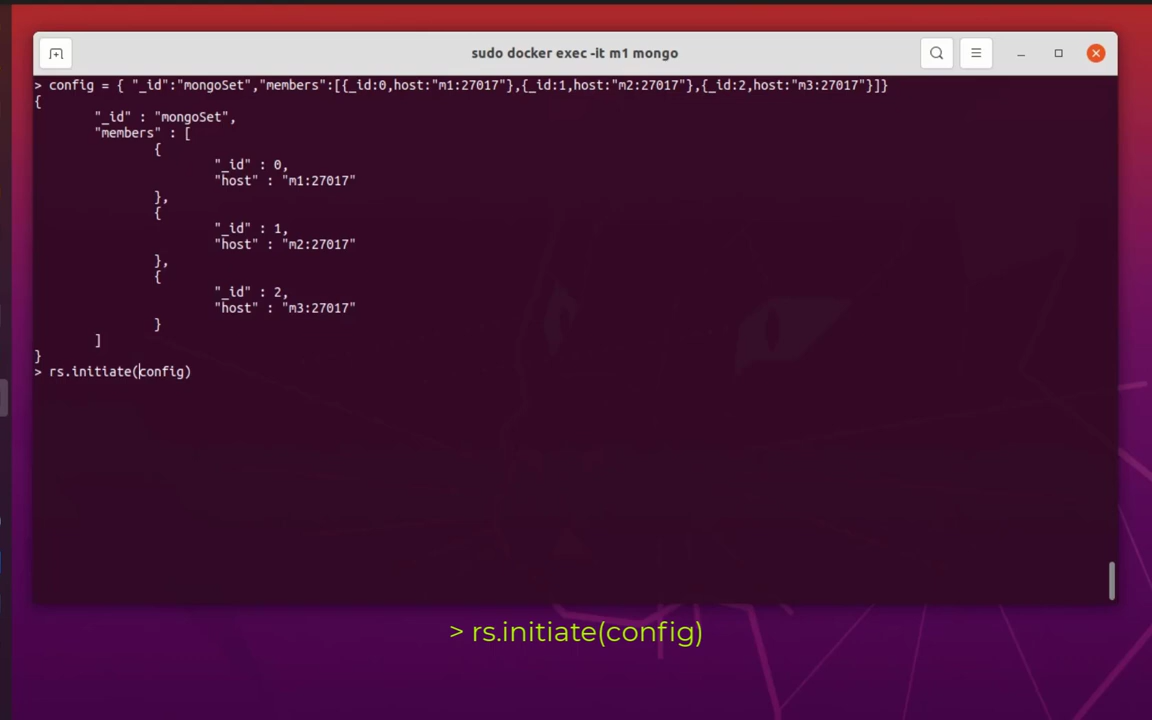 sudo docker exec -it m1 mongo
> config = { "_id":"mongoSet","members":[{_id:0,host:"m1:27017"},{_id:1,host:"m2:27017"},{_id:2,host:"m3:27017"}]}
{
        "_id" : "mongoSet",
        "members" : [
                {
                        "_id" : 0,
                        "host" : "m1:27017"
                },
                {
                        "_id" : 1,
                        "host" : "m2:27017"
                },
                {
                        "_id" : 2,
                        "host" : "m3:27017"
                }
        ]
}
> rs.initiate(config)
> rs.initiate(config)